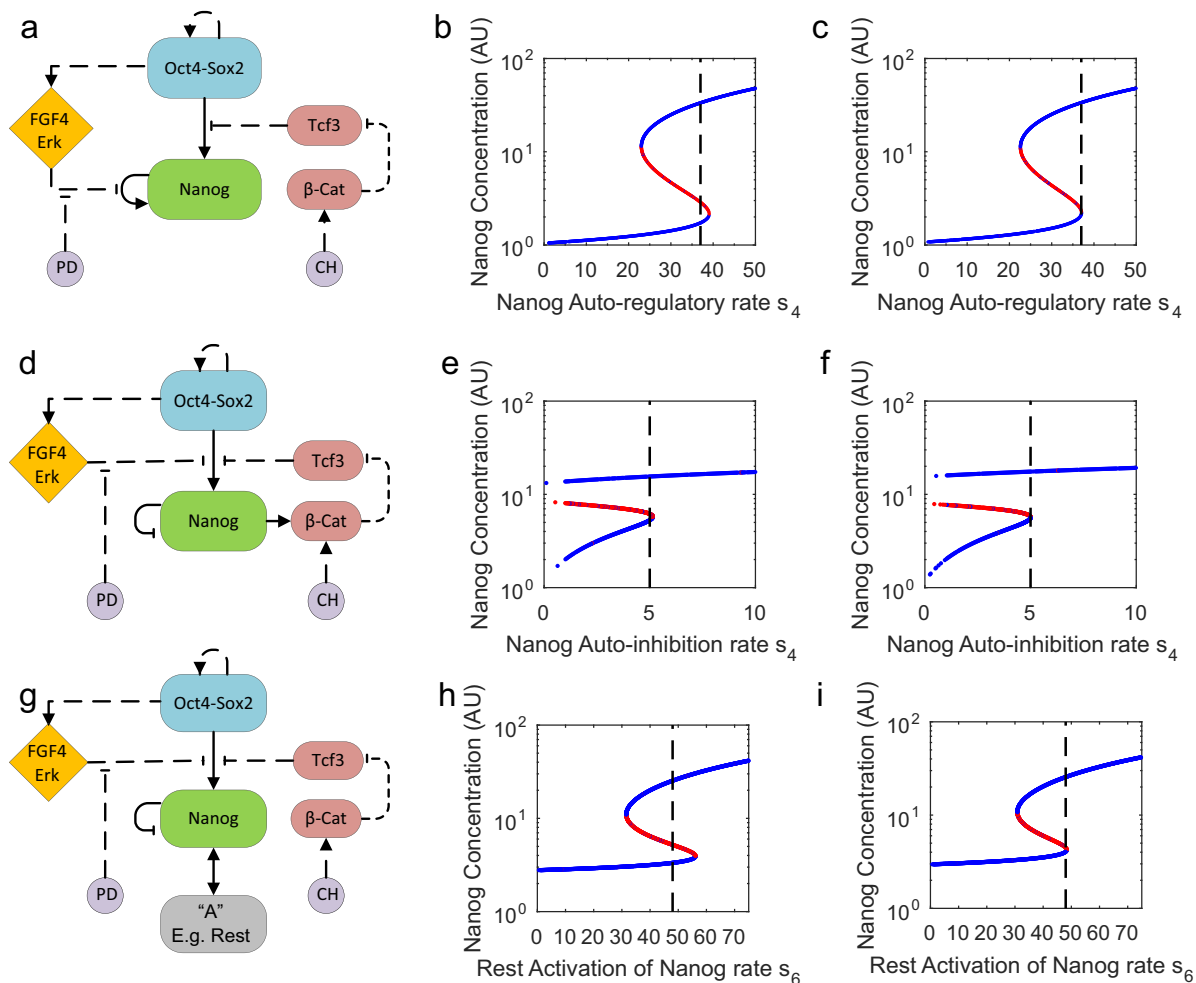 a
Oct4-Sox2
FGF4
Erk
Tcf3
Nanog
β-Cat
PD
CH
b
Nanog Concentration (AU)
10²
10¹
10⁰
0 10 20 30 40 50
Nanog Auto-regulatory rate s₄
c
Nanog Concentration (AU)
10²
10¹
10⁰
0 10 20 30 40 50
Nanog Auto-regulatory rate s₄
d
Oct4-Sox2
FGF4
Erk
Tcf3
Nanog
β-Cat
PD
CH
e
Nanog Concentration (AU)
10²
10¹
10⁰
0 5 10
Nanog Auto-inhibition rate s₄
f
Nanog Concentration (AU)
10²
10¹
10⁰
0 5 10
Nanog Auto-inhibition rate s₄
g
Oct4-Sox2
FGF4
Erk
Tcf3
Nanog
β-Cat
PD
CH
“A”
E.g. Rest
h
Nanog Concentration (AU)
10²
10¹
10⁰
0 10 20 30 40 50 60 70
Rest Activation of Nanog rate s₆
i
Nanog Concentration (AU)
10²
10¹
10⁰
0 10 20 30 40 50 60 70
Rest Activation of Nanog rate s₆